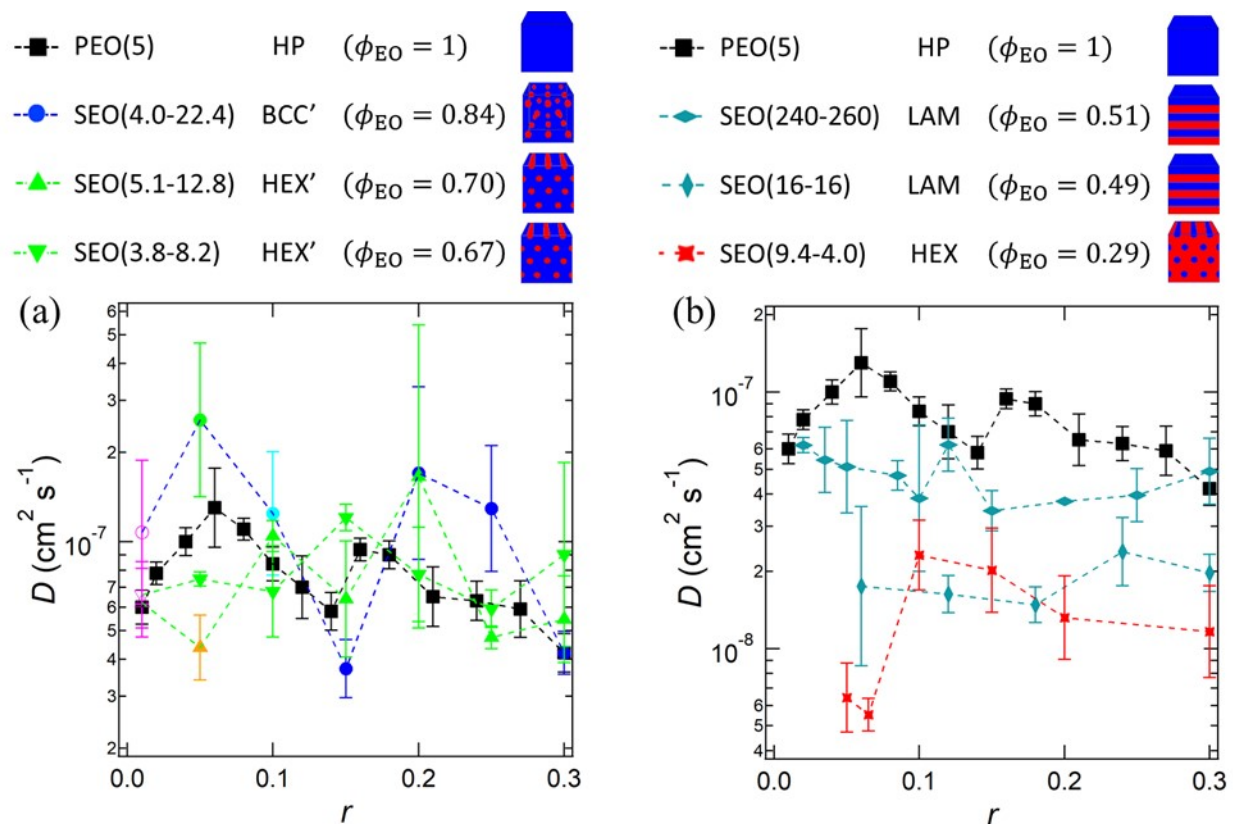 PEO(5) HP (ϕEO = 1)
SEO(4.0-22.4) BCC’ (ϕEO = 0.84)
SEO(5.1-12.8) HEX’ (ϕEO = 0.70)
SEO(3.8-8.2) HEX’ (ϕEO = 0.67)
(a)
6
5
4
3
2
10-7
7
6
5
4
3
2
D (cm2 s-1)
0.0 0.1 0.2 0.3
r
PEO(5) HP (ϕEO = 1)
SEO(240-260) LAM (ϕEO = 0.51)
SEO(16-16) LAM (ϕEO = 0.49)
SEO(9.4-4.0) HEX (ϕEO = 0.29)
(b)
2
10-7
8
6
5
4
3
2
10-8
8
6
5
4
D (cm2 s-1)
0.0 0.1 0.2 0.3
r